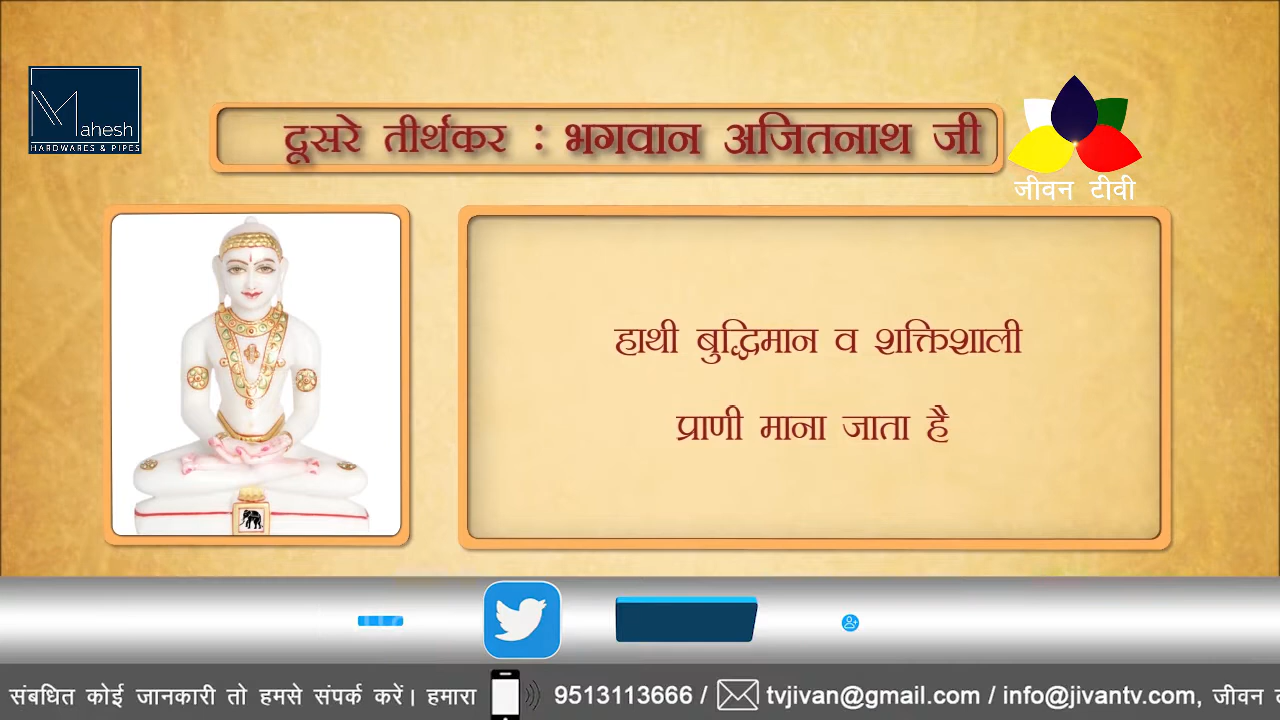 दूसरे तीर्थंकर : भगवान अजितनाथ जी
Mahesh
HARDWARES & PIPES
जीवन टीवी
हाथी बुद्धिमान व शक्तिशाली
प्राणी माना जाता है
संबधित कोई जानकारी तो हमसे संपर्क करें। हमारा 9513113666 / tvjivan@gmail.com / info@jivantv.com, जीवन